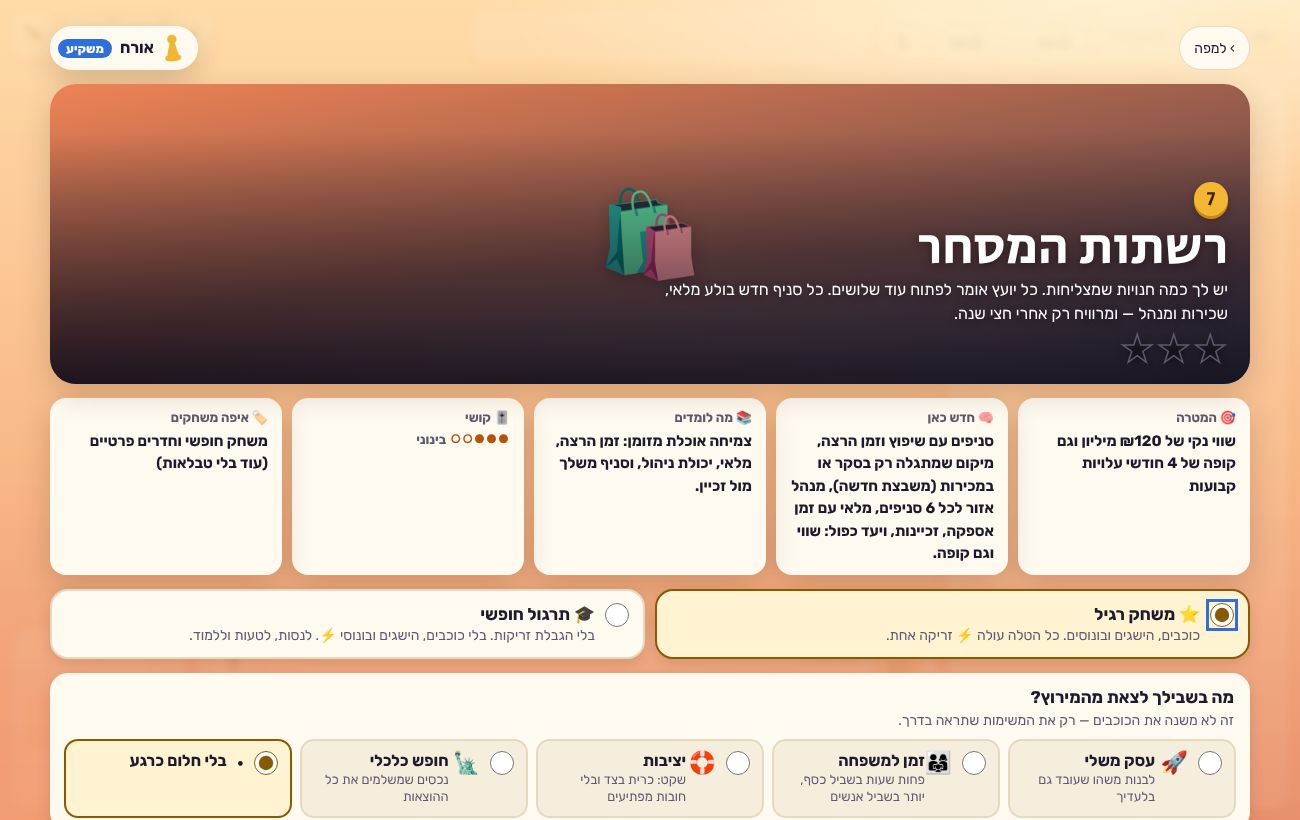 ‹ למפה
אורח משקיע
7
רשתות המסחר
יש לך כמה חנויות שמצליחות. כל יועץ אומר לפתוח עוד שלושים. כל סניף חדש בולע מלאי,
שכירות ומנהל — ומרוויח רק אחרי חצי שנה.
🎯 המטרה
שווי נקי של ₪120 מיליון וגם
קופה של 4 חודשי עלויות
קבועות
🧠 חדש כאן
סניפים עם שיפוץ וזמן הרצה,
מיקום שמתגלה רק בסקר או
במכירות (משבצת חדשה), מנהל
אזור לכל 6 סניפים, מלאי עם זמן
אספקה, זכיינות, ויעד כפול: שווי
וגם קופה.
📚 מה לומדים
צמיחה אוכלת מזומן: זמן הרצה,
מלאי, יכולת ניהול, וסניף משלך
מול זכיין.
🎚️ קושי
בינוני
🏷️ איפה משחקים
משחק חופשי וחדרים פרטיים
(עוד בלי טבלאות)
⭐ משחק רגיל
כוכבים, הישגים ובונוסים. כל הטלה עולה ⚡ זריקה אחת.
🎓 תרגול חופשי
בלי הגבלת זריקות. בלי כוכבים, הישגים ובונוסי ⚡. לנסות, לטעות וללמוד.
מה בשבילך לצאת מהמירוץ?
זה לא משנה את הכוכבים — רק את המשימות שתראה בדרך.
🚀 עסק משלי
לבנות משהו שעובד גם
בלעדיך
👨‍👩‍👧 זמן למשפחה
פחות שעות בשביל כסף,
יותר בשביל אנשים
🛟 יציבות
שקט: כרית בצד ובלי
חובות מפתיעים
🗽 חופש כלכלי
נכסים שמשלמים את כל
ההוצאות
• בלי חלום כרגע